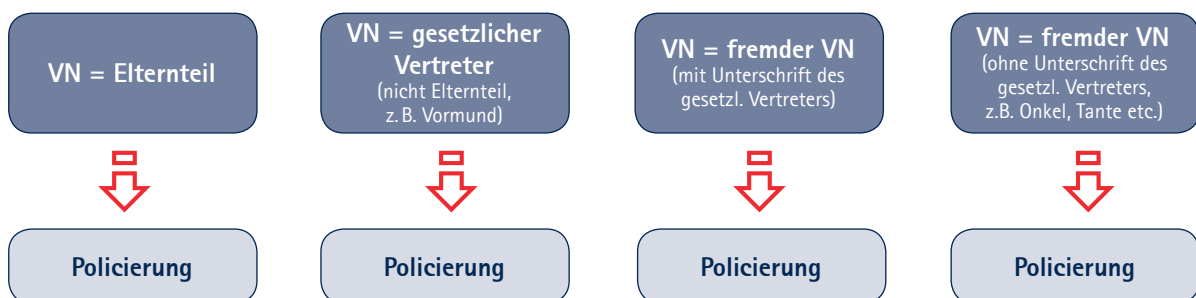 VN = Elternteil
VN = gesetzlicher
Vertreter
(nicht Elternteil,
z. B. Vormund)
VN = fremder VN
(mit Unterschrift des
gesetzl. Vertreters)
VN = fremder VN
(ohne Unterschrift des
gesetzl. Vertreters,
z.B. Onkel, Tante etc.)
Policierung
Policierung
Policierung
Policierung